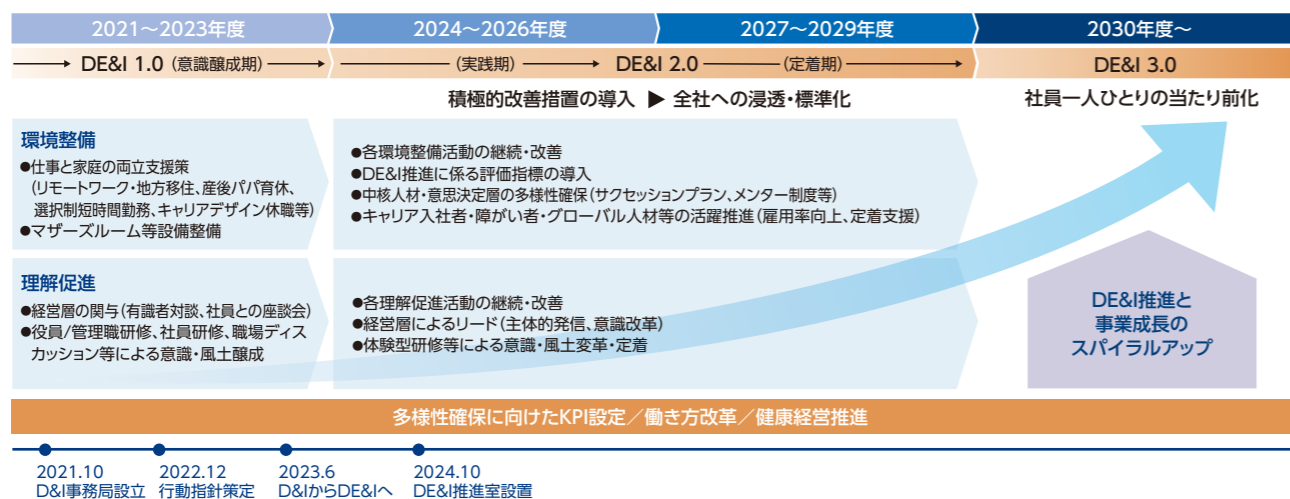 2021～2023年度
2024～2026年度
2027～2029年度
2030年度～
DE&I 1.0（意識醸成期）
（実践期）
DE&I 2.0
（定着期）
DE&I 3.0
積極的改善措置の導入 ▶ 全社への浸透・標準化
社員一人ひとりの当たり前化
環境整備
●仕事と家庭の両立支援策
（リモートワーク・地方移住、産後パパ育休、
選択制短時間勤務、キャリアデザイン休職等）
●マザーズルーム等設備整備
●各環境整備活動の継続・改善
●DE&I推進に係る評価指標の導入
●中核人材・意思決定層の多様性確保（サクセッションプラン、メンター制度等）
●キャリア入社者・障がい者・グローバル人材等の活躍推進（雇用率向上、定着支援）
理解促進
●経営層の関与（有識者対談、社員との座談会）
●役員/管理職研修、社員研修、職場ディス
カッション等による意識・風土醸成
●各理解促進活動の継続・改善
●経営層によるリード（主体的発信、意識改革）
●体験型研修等による意識・風土変革・定着
DE&I推進と
事業成長の
スパイラルアップ
多様性確保に向けたKPI設定／働き方改革／健康経営推進
2021.10
D&I事務局設立
2022.12
行動指針策定
2023.6
D&IからDE&Iへ
2024.10
DE&I推進室設置